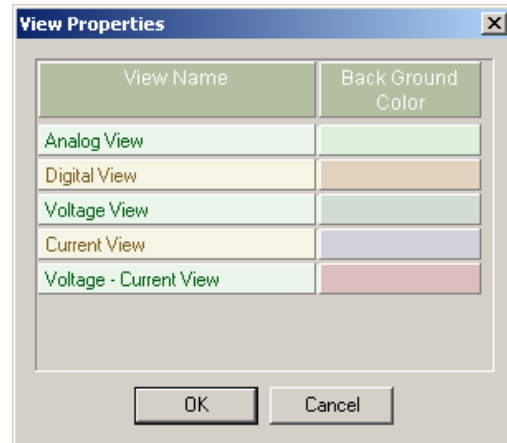 View Properties
View Name
Back Ground
Color
Analog View
Digital View
Voltage View
Current View
Voltage - Current View
OK
Cancel